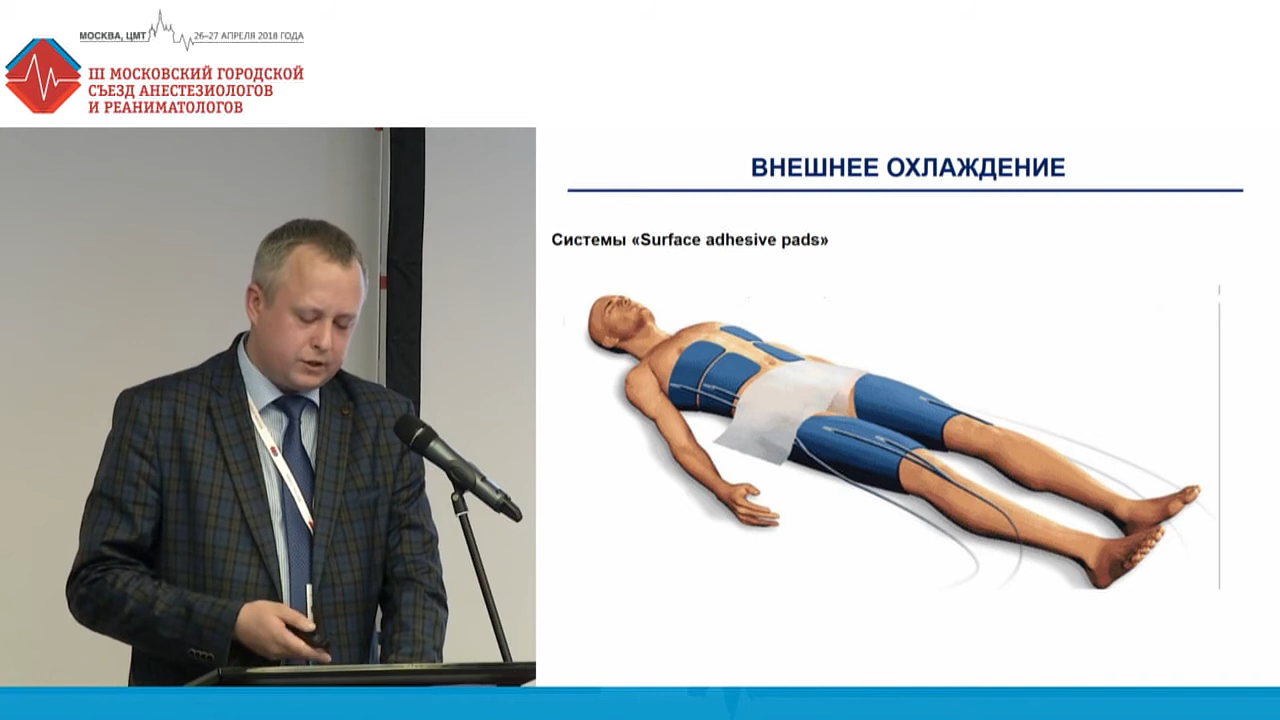 МОСКВА, ЦМТ
26–27 АПРЕЛЯ 2018 ГОДА
III МОСКОВСКИЙ ГОРОДСКОЙ
СЪЕЗД АНЕСТЕЗИОЛОГОВ
И РЕАНИМАТОЛОГОВ
ВНЕШНЕЕ ОХЛАЖДЕНИЕ
Системы «Surface adhesive pads»